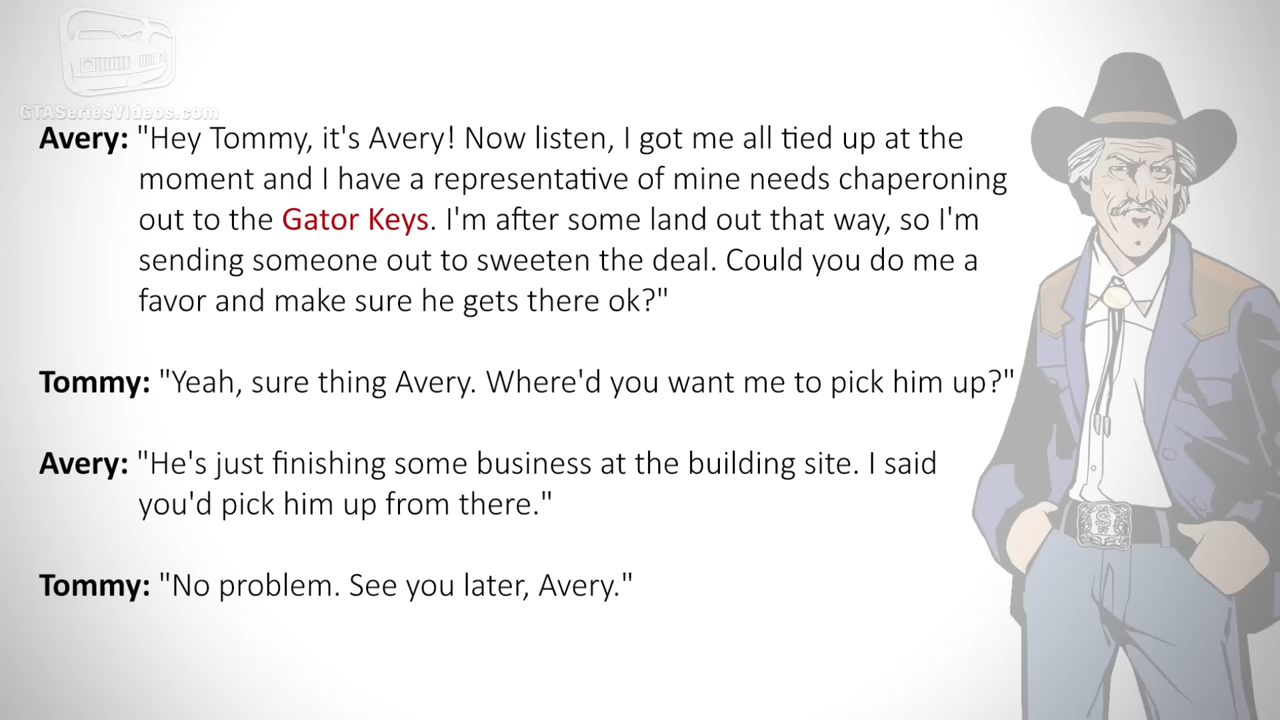 GTASeriesVideos.com
Avery: "Hey Tommy, it's Avery! Now listen, I got me all tied up at the
moment and I have a representative of mine needs chaperoning
out to the Gator Keys. I'm after some land out that way, so I'm
sending someone out to sweeten the deal. Could you do me a
favor and make sure he gets there ok?"
Tommy: "Yeah, sure thing Avery. Where'd you want me to pick him up?"
Avery: "He's just finishing some business at the building site. I said
you'd pick him up from there."
Tommy: "No problem. See you later, Avery."
$